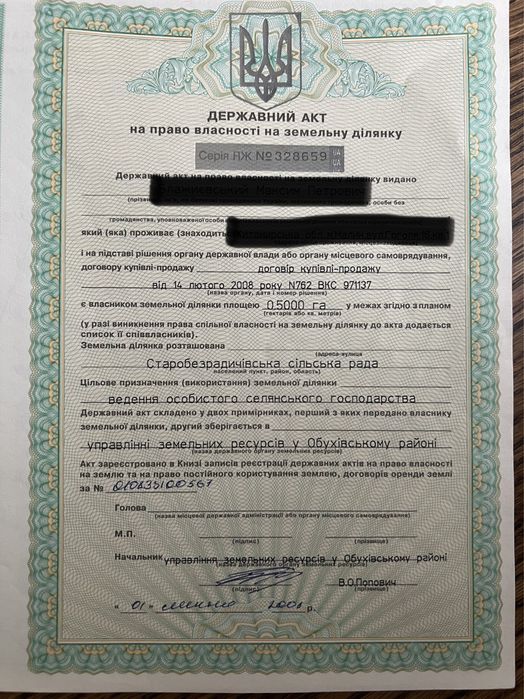 ДЕРЖАВНИЙ АКТ
на право власності на земельну ділянку
Серія ЯЖ №328659 UA UA
Державний акт на право власності на земельну ділянку видано
особи без
громадянства, уповноваженої особи
який (яка) проживає (знаходиться
і на підставі рішення органу державної влади або органу місцевого самоврядування,
договору купівлі-продажу договір купівлі-продажу
від 14 лютого 2008 року N762 ВКС 971137
(назва органу, дата і номер рішення)
є власником земельної ділянки площею 0.5000 га у межах згідно з планом
(гектарів або кв. метрів)
(у разі виникнення права спільної власності на земельну ділянку до акта додається
список її співвласників).
Земельна ділянка розташована
(адреса-вулиця
Старобезрадичівська сільська рада
населений пункт, район, область)
Цільове призначення (використання) земельної ділянки
ведення особистого селянського господарства
Державний акт складено у двох примірниках, перший з яких передано власнику
земельної ділянки, другий зберігається в
управлінні земельних ресурсів у Обухівському районі
(назва державного органу земельних ресурсів)
Акт зареєстровано в Книзі записів реєстрації державних актів на право власності
на землю та на право постійного користування землею, договорів оренди землі
за №
Голова
(назва місцевої державної адміністрації або органу місцевого самоврядування)
М.П.
(підпис) (прізвище)
Начальник управління земельних ресурсів у Обухівському районі
(назва державного органу земельних ресурсів)
В.О.Попович
(підпис) (прізвище)
" 01 " р.